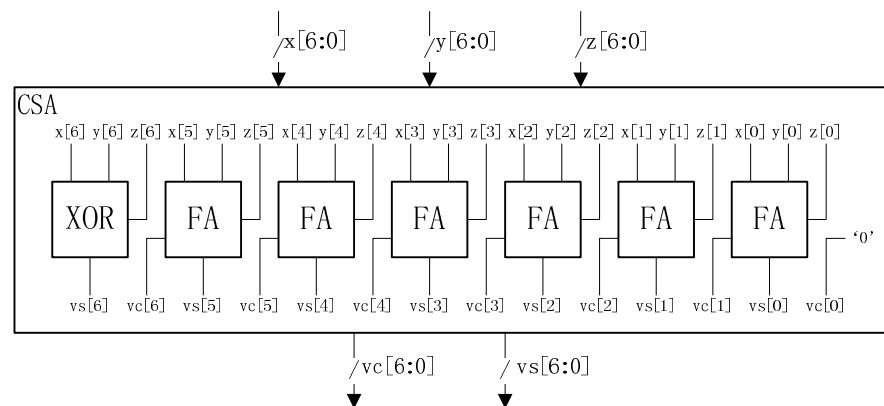 x[6:0] y[6:0] z[6:0]
CSA
x[6] y[6] z[6] x[5] y[5] z[5] x[4] y[4] z[4] x[3] y[3] z[3] x[2] y[2] z[2] x[1] y[1] z[1] x[0] y[0] z[0]
XOR FA FA FA FA FA FA
‘0’
vs[6] vc[6] vs[5] vc[5] vs[4] vc[4] vs[3] vc[3] vs[2] vc[2] vs[1] vc[1] vs[0] vc[0]
vc[6:0] vs[6:0]